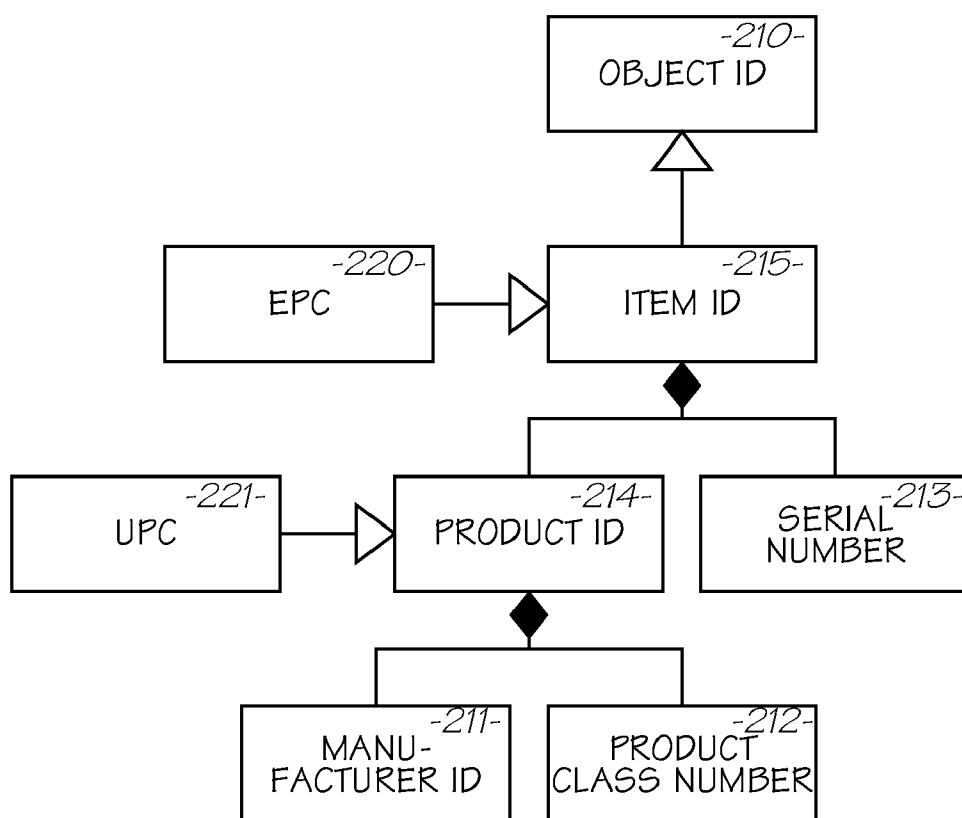 -210-
OBJECT ID
-220-
EPC
-215-
ITEM ID
-221-
UPC
-214-
PRODUCT ID
-213-
SERIAL
NUMBER
-211-
MANU-
FACTURER ID
-212-
PRODUCT
CLASS NUMBER